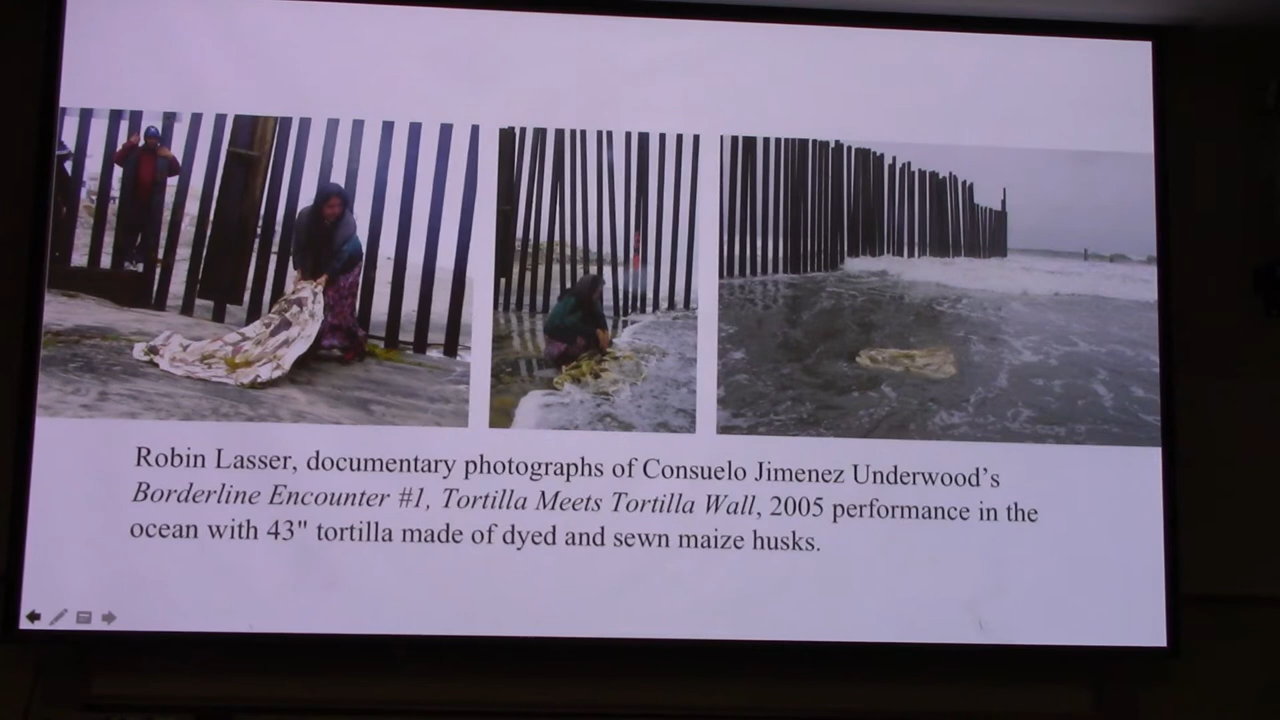 Robin Lasser, documentary photographs of Consuelo Jimenez Underwood’s
Borderline Encounter #1, Tortilla Meets Tortilla Wall, 2005 performance in the
ocean with 43" tortilla made of dyed and sewn maize husks.